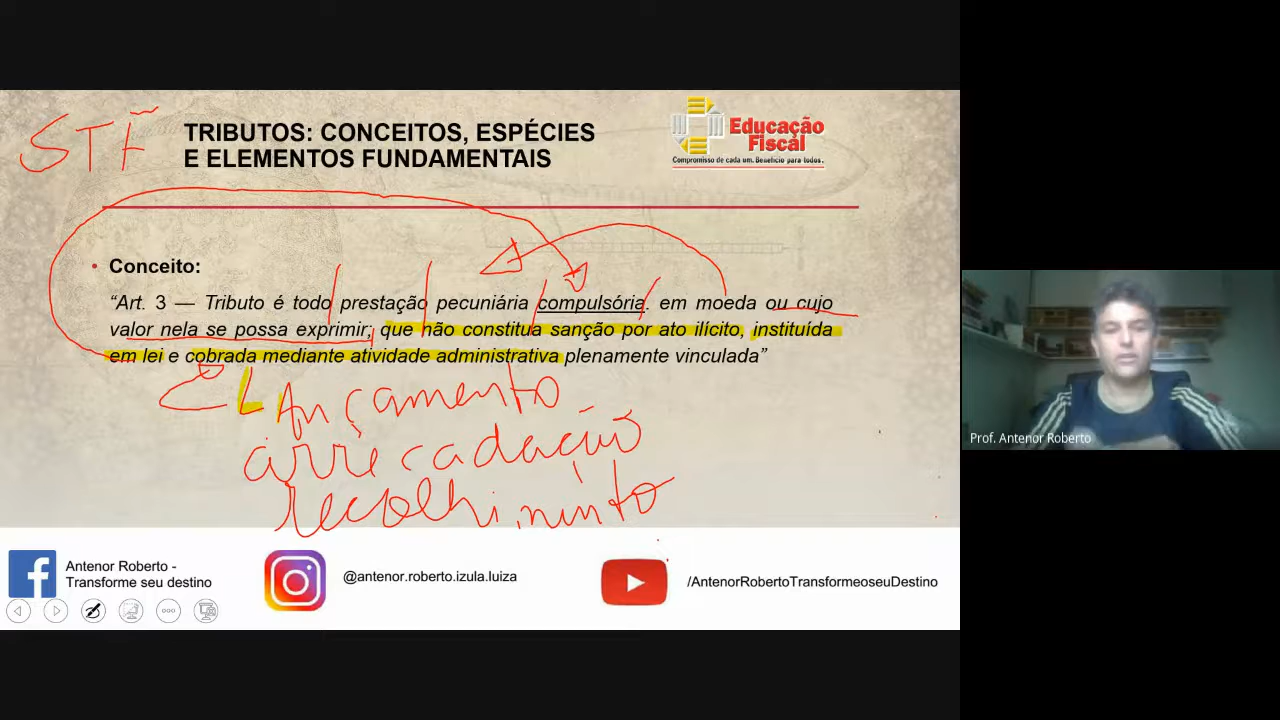 STF
TRIBUTOS: CONCEITOS, ESPÉCIES
E ELEMENTOS FUNDAMENTAIS
Educação
Fiscal
Compromisso de cada um. Benefício para todos.
• Conceito:
“Art. 3 — Tributo é todo prestação pecuniária compulsória. em moeda ou cujo
valor nela se possa exprimir; que não constitua sanção por ato ilícito, instituída
em lei e cobrada mediante atividade administrativa plenamente vinculada”
Lançamento
arrecadação
recolhimento
Prof. Antenor Roberto
Antenor Roberto -
Transforme seu destino
@antenor.roberto.izula.luiza
/AntenorRobertoTransformeoseuDestino